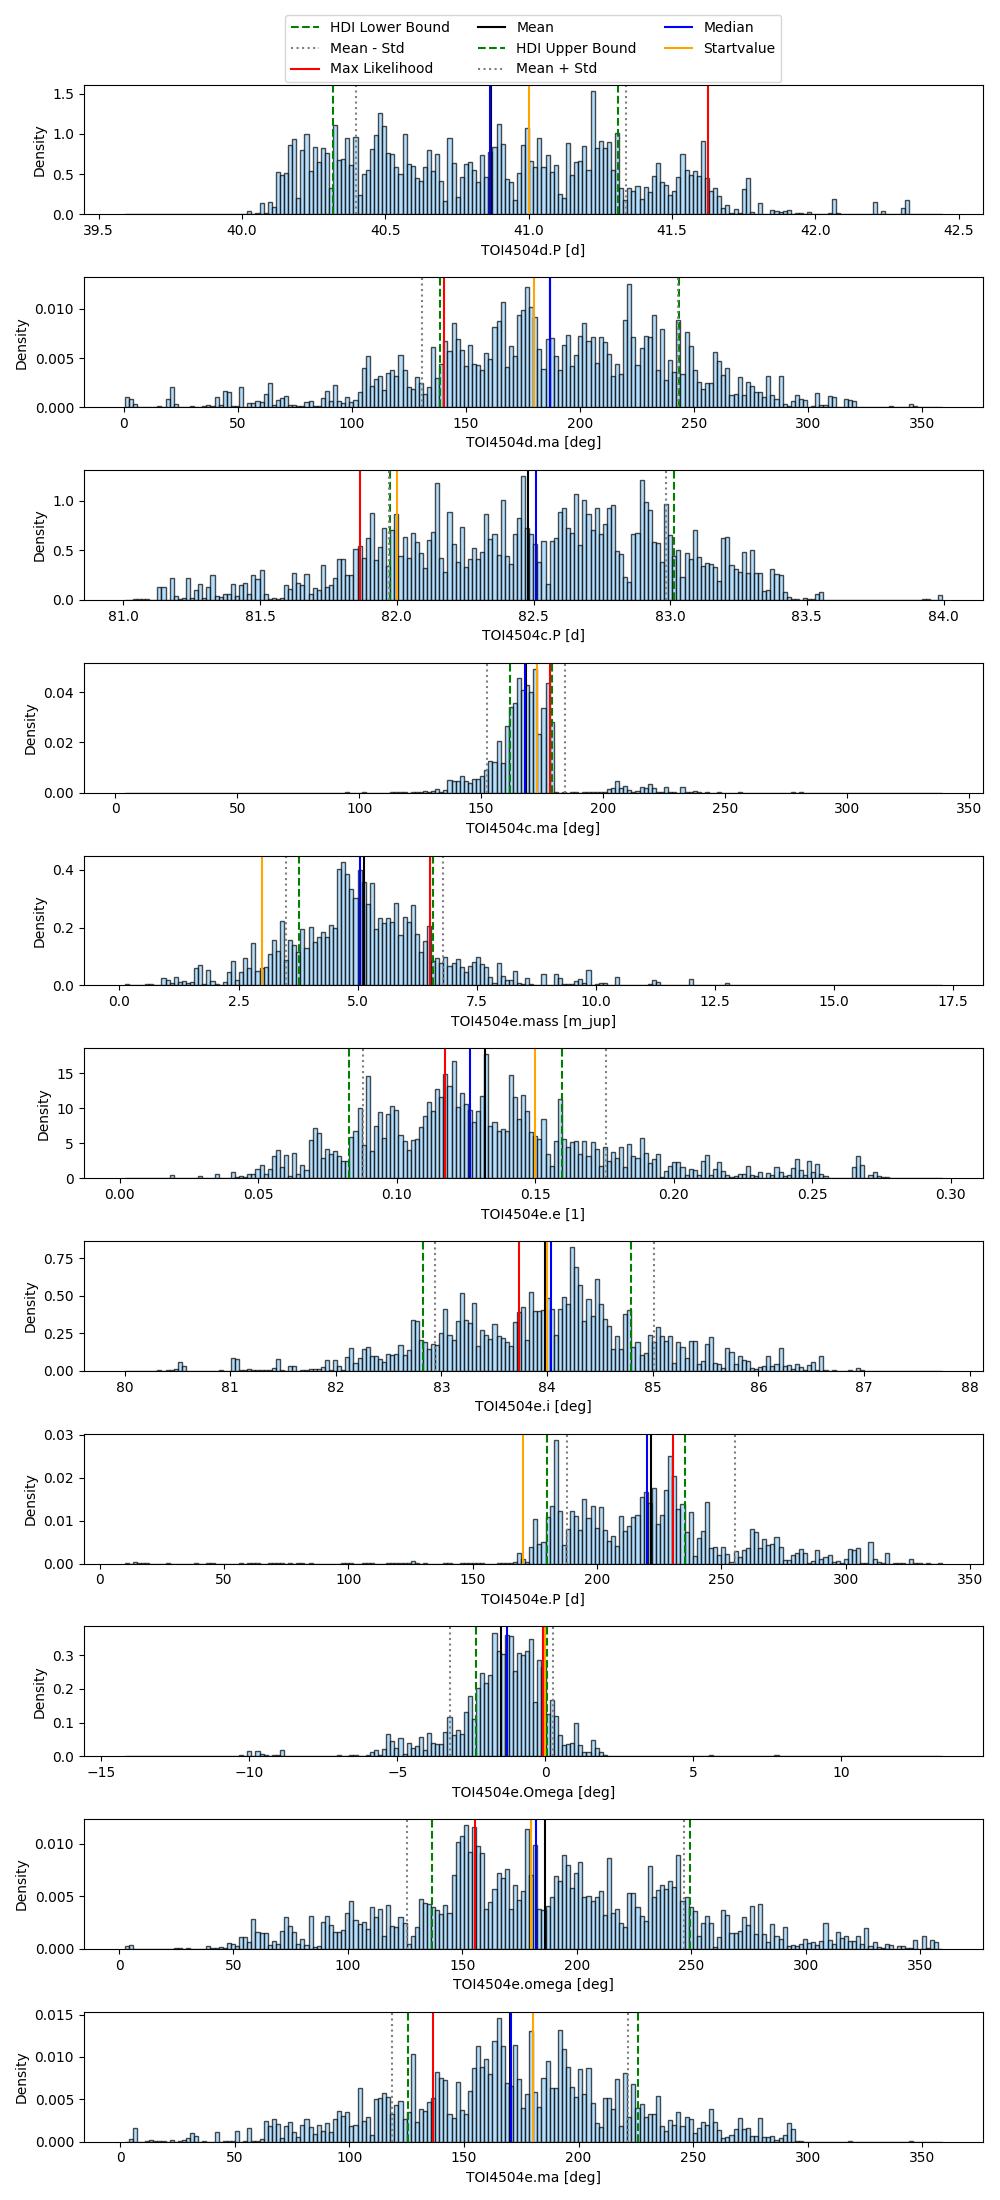 HDI Lower Bound Mean Median
Mean - Std HDI Upper Bound Startvalue
Max Likelihood Mean + Std
1.5
1.0
0.5
0.0
Density
39.5 40.0 40.5 41.0 41.5 42.0 42.5
TOI4504d.P [d]
0.010
0.005
0.000
Density
0 50 100 150 200 250 300 350
TOI4504d.ma [deg]
1.0
0.5
0.0
Density
81.0 81.5 82.0 82.5 83.0 83.5 84.0
TOI4504c.P [d]
0.04
0.02
0.00
Density
0 50 100 150 200 250 300 350
TOI4504c.ma [deg]
0.4
0.2
0.0
Density
0.0 2.5 5.0 7.5 10.0 12.5 15.0 17.5
TOI4504e.mass [m_jup]
15
10
5
0
Density
0.00 0.05 0.10 0.15 0.20 0.25 0.30
TOI4504e.e [1]
0.75
0.50
0.25
0.00
Density
80 81 82 83 84 85 86 87 88
TOI4504e.i [deg]
0.03
0.02
0.01
0.00
Density
0 50 100 150 200 250 300 350
TOI4504e.P [d]
0.3
0.2
0.1
0.0
Density
−15 −10 −5 0 5 10
TOI4504e.Omega [deg]
0.010
0.005
0.000
Density
0 50 100 150 200 250 300 350
TOI4504e.omega [deg]
0.015
0.010
0.005
0.000
Density
0 50 100 150 200 250 300 350
TOI4504e.ma [deg]